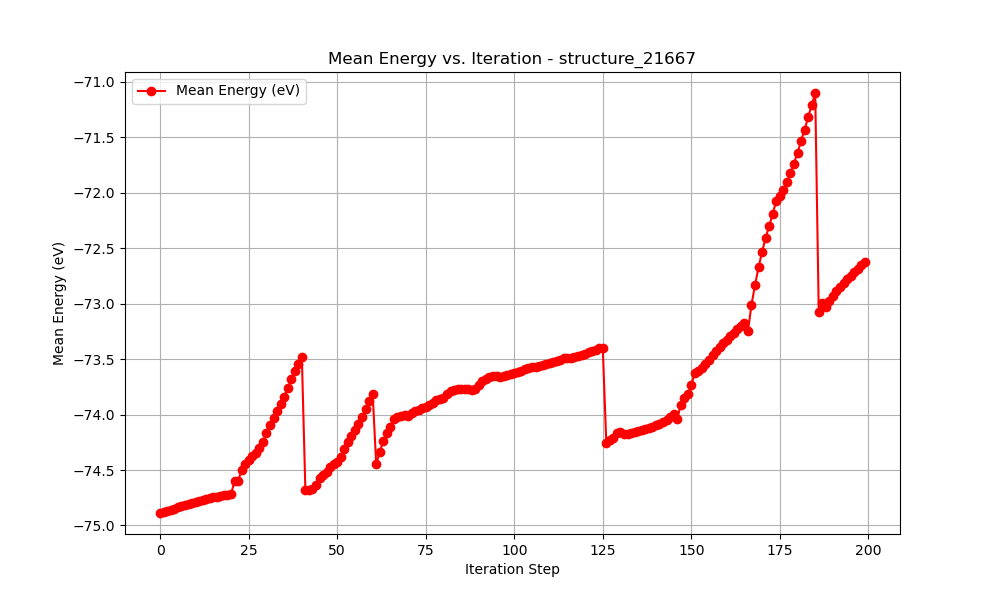 Mean Energy vs. Iteration - structure_21667
Mean Energy (eV)
Mean Energy (eV)
−71.0
−71.5
−72.0
−72.5
−73.0
−73.5
−74.0
−74.5
−75.0
0 25 50 75 100 125 150 175 200
Iteration Step